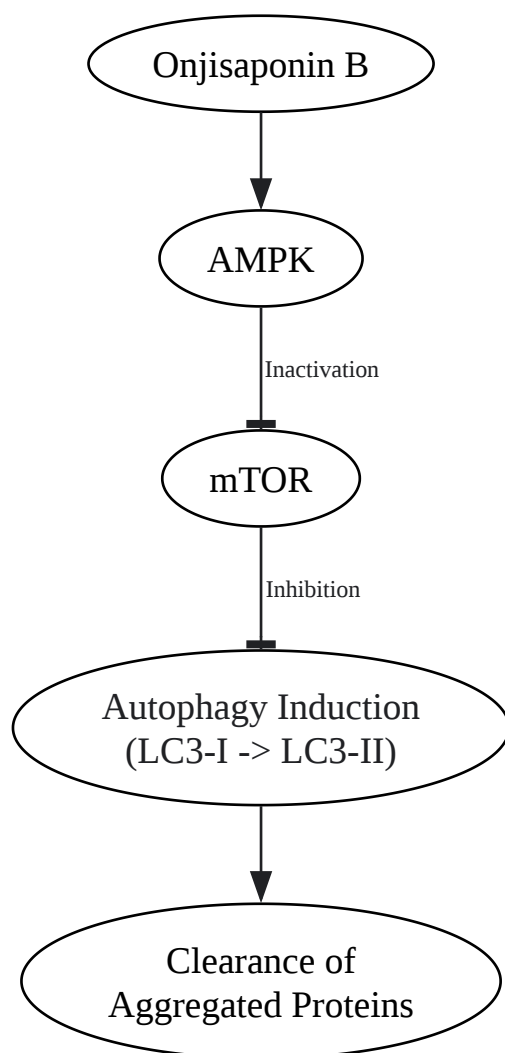 Onjisaponin B
AMPK
Inactivation
mTOR
Inhibition
Autophagy Induction
(LC3-I -> LC3-II)
Clearance of
Aggregated Proteins